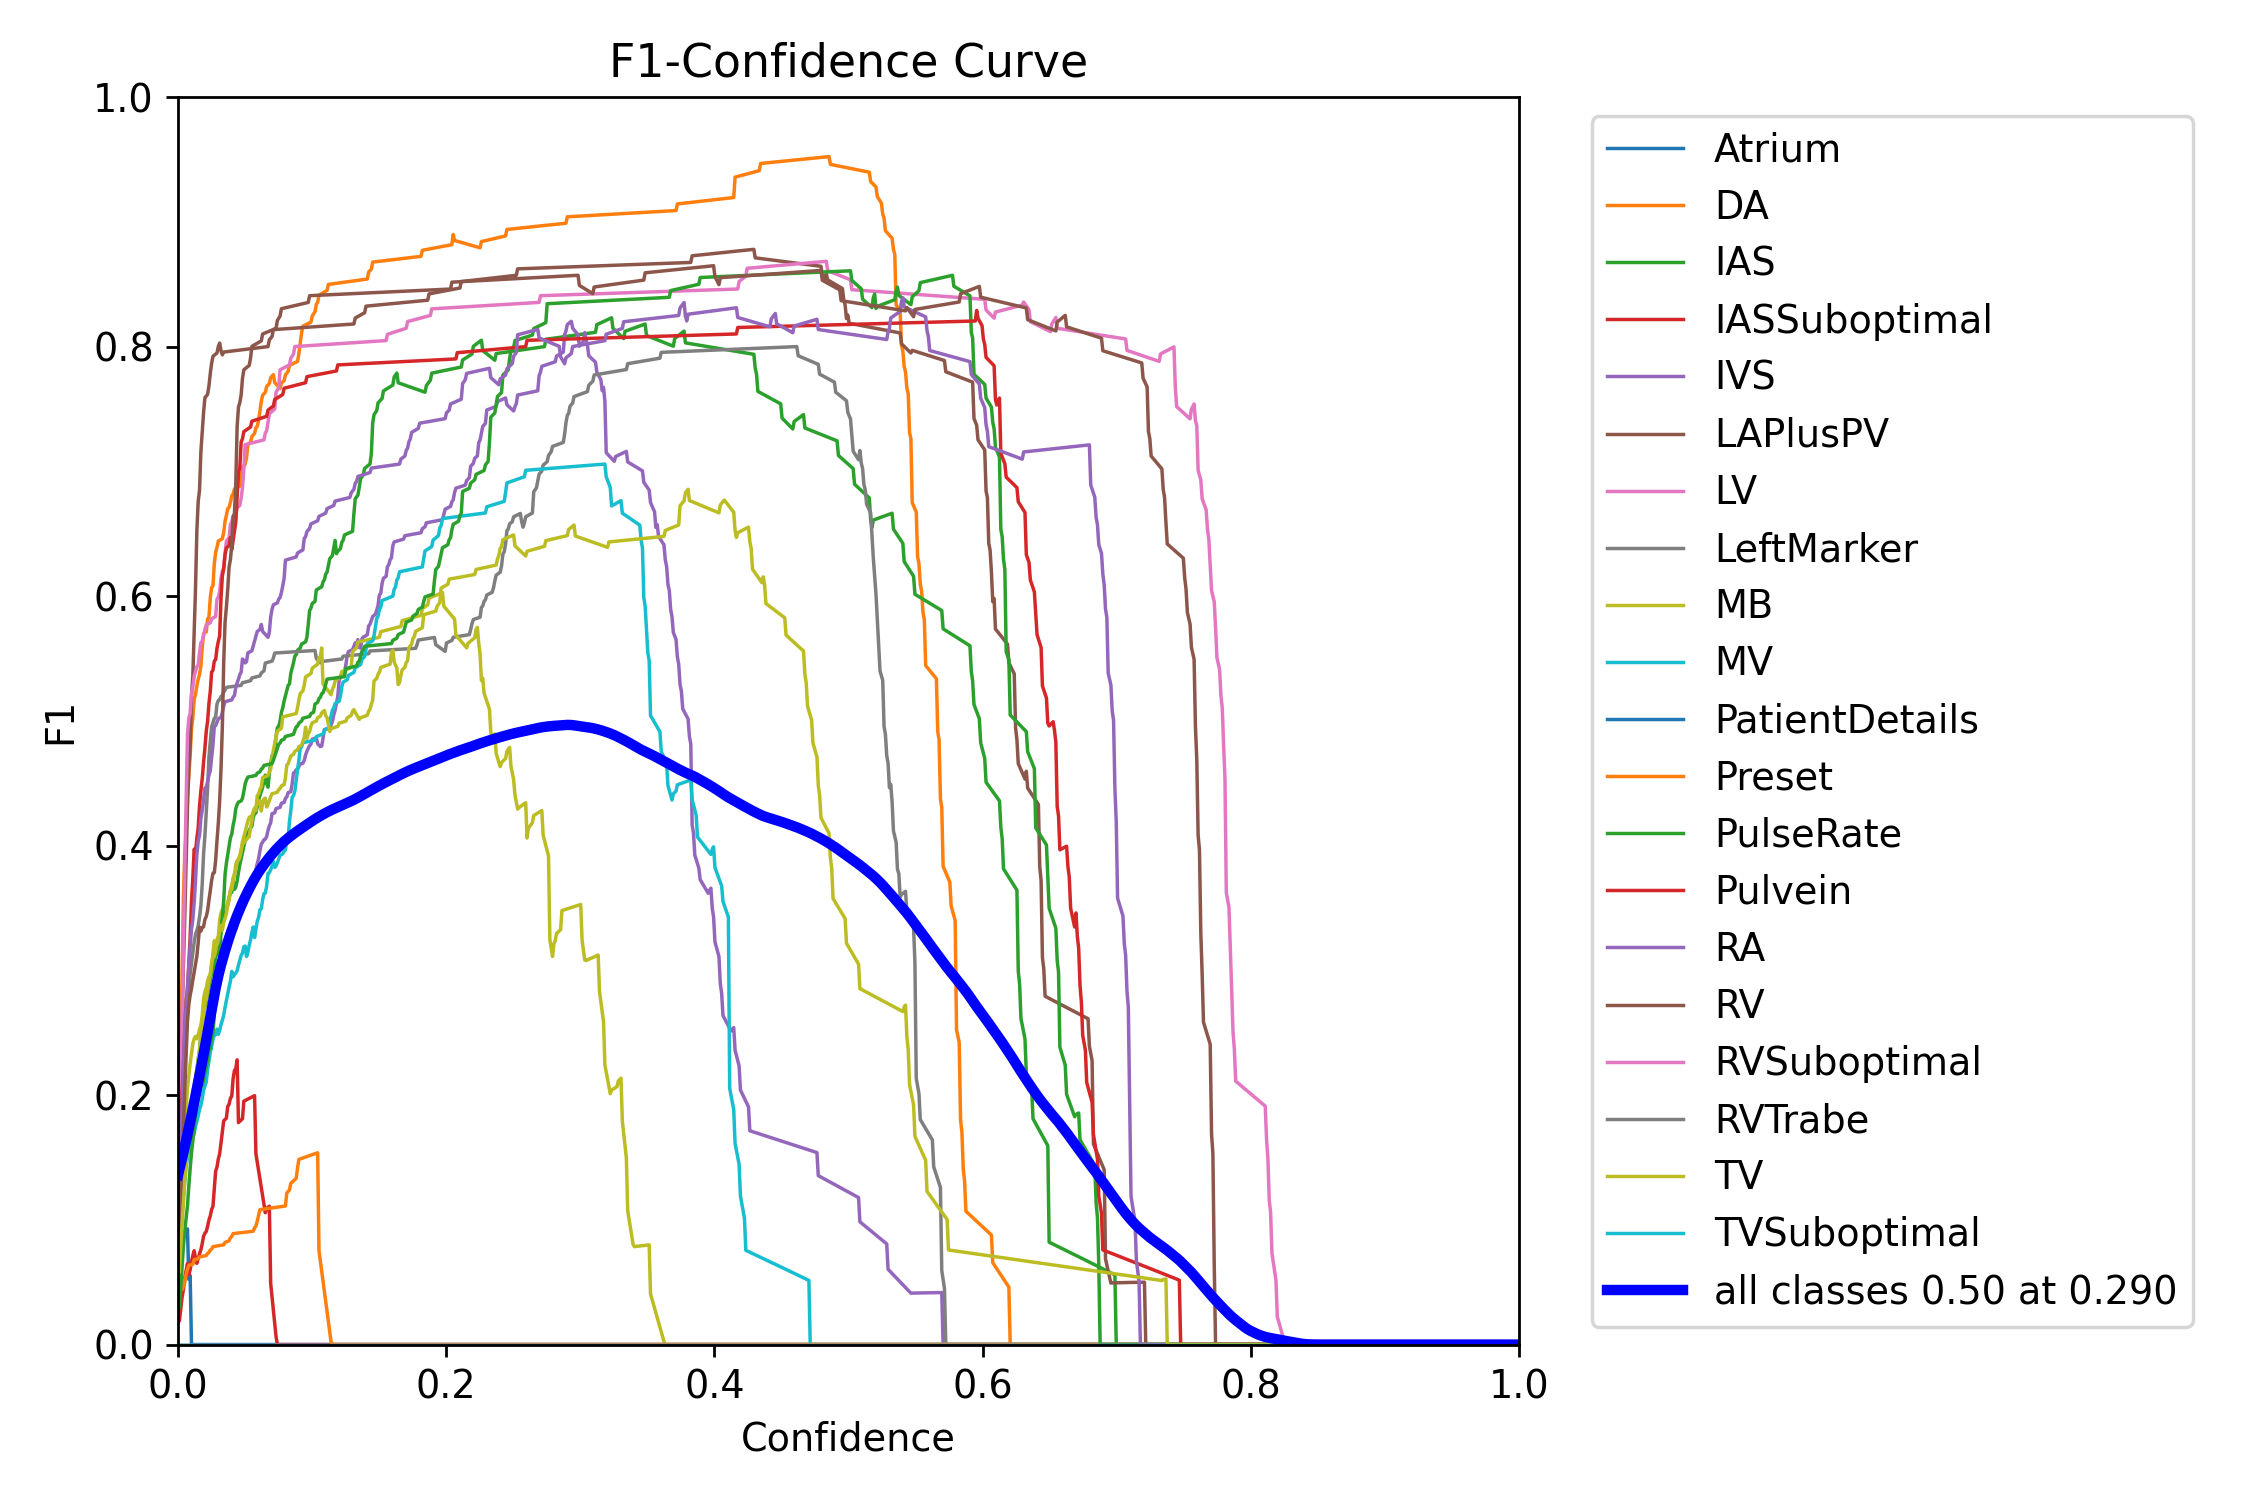 F1-Confidence Curve
1.0
0.8
0.6
0.4
0.2
0.0
F1
0.0 0.2 0.4 0.6 0.8 1.0
Confidence
Atrium
DA
IAS
IASSuboptimal
IVS
LAPlusPV
LV
LeftMarker
MB
MV
PatientDetails
Preset
PulseRate
Pulvein
RA
RV
RVSuboptimal
RVTrabe
TV
TVSuboptimal
all classes 0.50 at 0.290